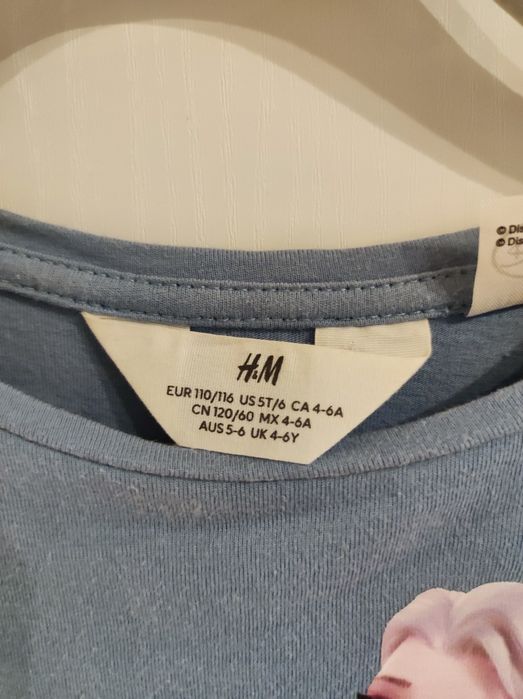 © Dis
© Dis
H&M
EUR 110/116 US 5T/6 CA 4-6A
CN 120/60 MX 4-6A
AUS 5-6 UK 4-6Y